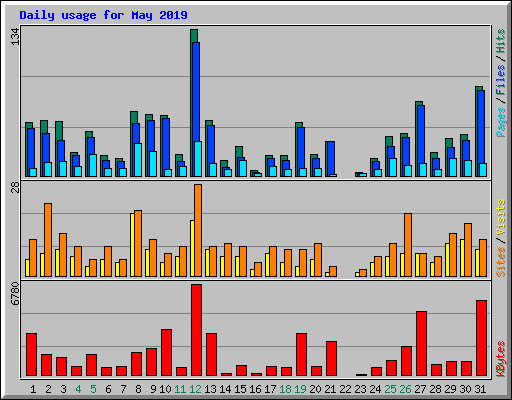 Daily usage for May 2019
134
Pages / Files / Hits
28
Sites / Visits
6780
KBytes
1 2 3 4 5 6 7 8 9 10 11 12 13 14 15 16 17 18 19 20 21 22 23 24 25 26 27 28 29 30 31